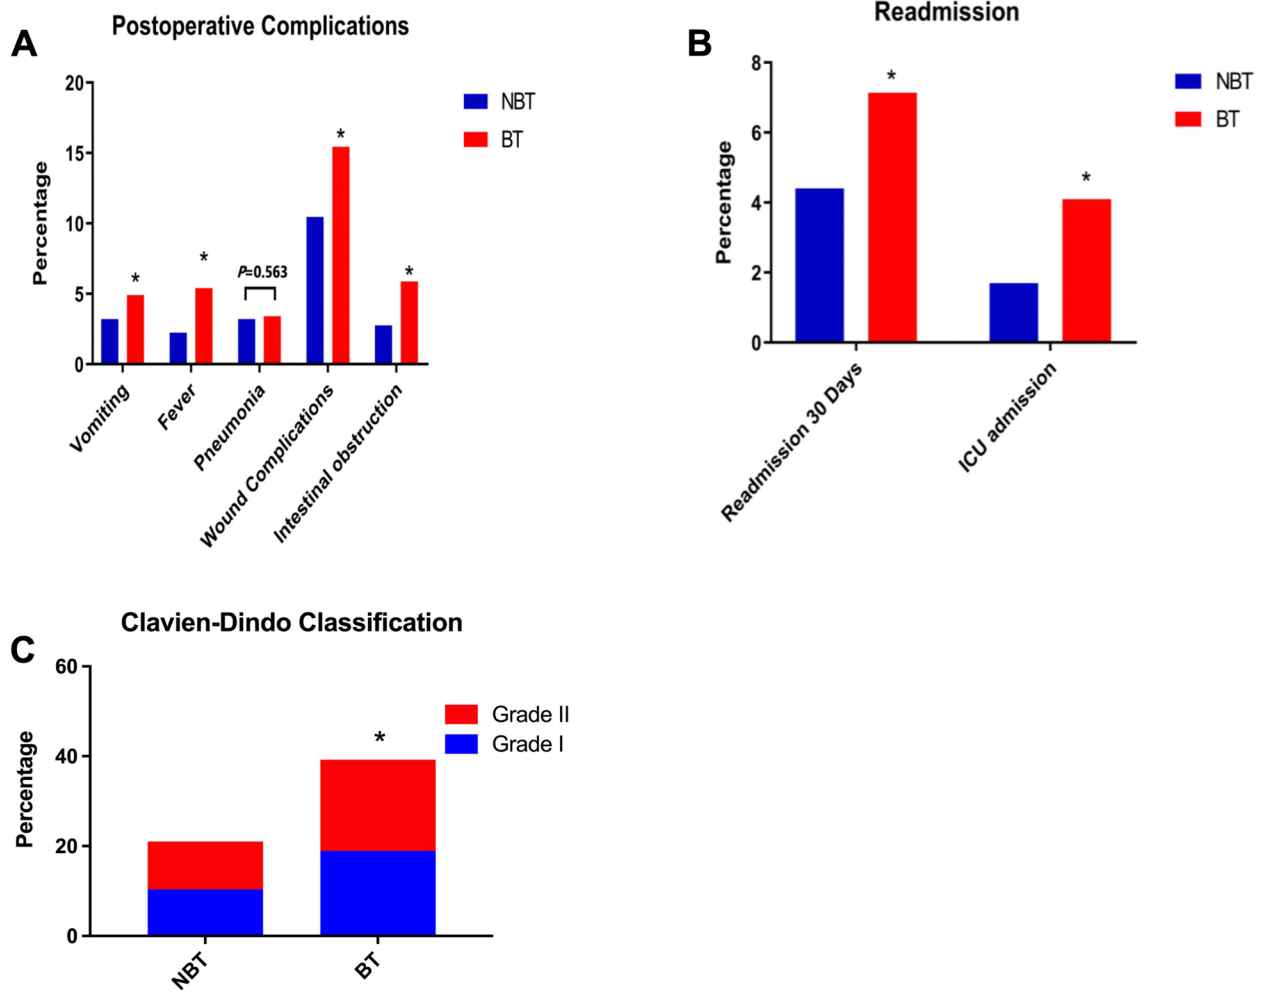 Postoperative Complications
A
20
15
10
5
0
Percentage
*
*
P=0.563
*
*
NBT
BT
Vomiting
Fever
Pneumonia
Wound Complications
Intestinal obstruction
Readmission
B
8
6
4
2
0
Percentage
*
*
NBT
BT
Readmission 30 Days
ICU admission
Clavien-Dindo Classification
C
60
40
20
0
Percentage
*
Grade II
Grade I
NBT
BT